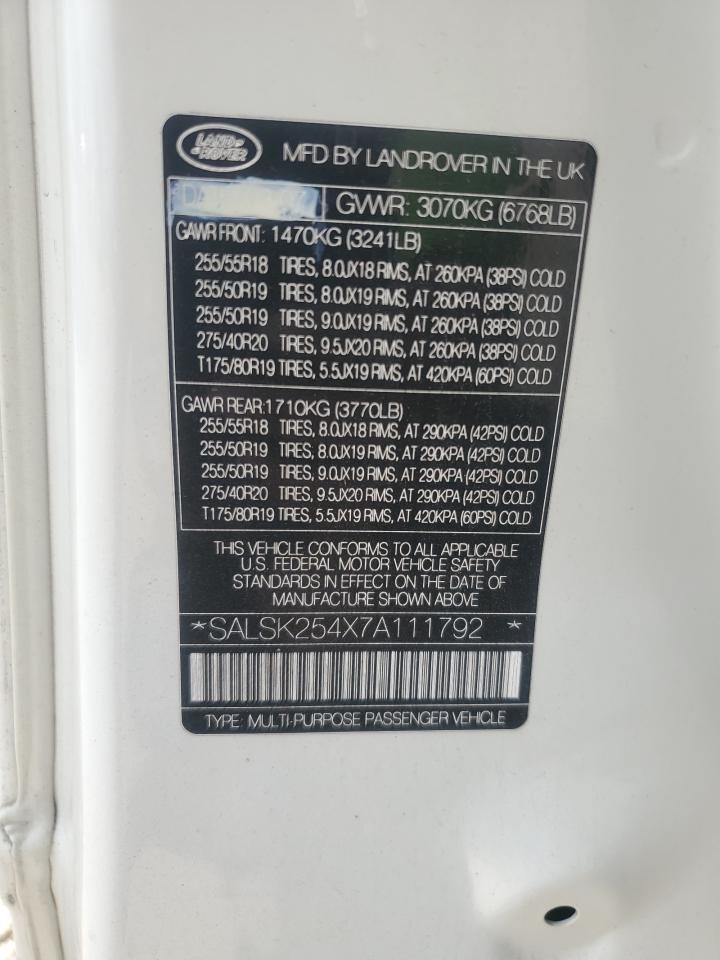 LAND ROVER
MFD BY LANDROVER IN THE UK
GVWR: 3070KG (6768LB)
GAWR FRONT: 1470KG (3241LB)
255/55R18 TIRES, 8.0JX18 RIMS, AT 260KPA (38PSI) COLD
255/50R19 TIRES, 8.0JX19 RIMS, AT 260KPA (38PSI) COLD
255/50R19 TIRES, 9.0JX19 RIMS, AT 260KPA (38PSI) COLD
275/40R20 TIRES, 9.5JX20 RIMS, AT 260KPA (38PSI) COLD
T175/80R19 TIRES, 5.5JX19 RIMS, AT 420KPA (60PSI) COLD
GAWR REAR:1710KG (3770LB)
255/55R18 TIRES, 8.0JX18 RIMS, AT 290KPA (42PSI) COLD
255/50R19 TIRES, 8.0JX19 RIMS, AT 290KPA (42PSI) COLD
255/50R19 TIRES, 9.0JX19 RIMS, AT 290KPA (42PSI) COLD
275/40R20 TIRES, 9.5JX20 RIMS, AT 290KPA (42PSI) COLD
T175/80R19 TIRES, 5.5JX19 RIMS, AT 420KPA (60PSI) COLD
THIS VEHICLE CONFORMS TO ALL APPLICABLE
U.S. FEDERAL MOTOR VEHICLE SAFETY
STANDARDS IN EFFECT ON THE DATE OF
MANUFACTURE SHOWN ABOVE
*SALSK254X7A111792 *
TYPE: MULTI-PURPOSE PASSENGER VEHICLE